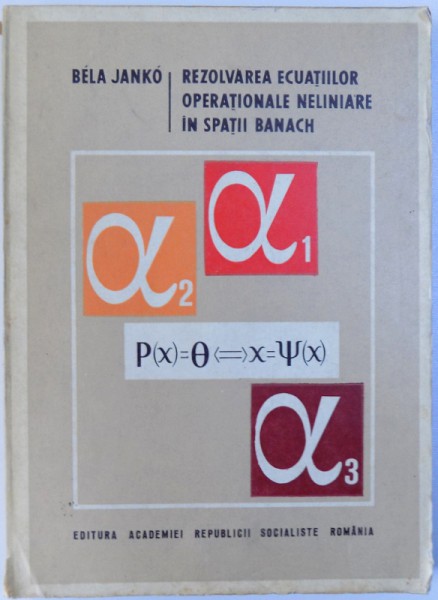 BÉLA JANKÓ
REZOLVAREA ECUAȚIILOR
OPERAȚIONALE NELINIARE
ÎN SPAȚII BANACH
α1
α2
P(x)=θ⟨=⟩x=Ψ(x)
α3
EDITURA ACADEMIEI REPUBLICII SOCIALISTE ROMÂNIA